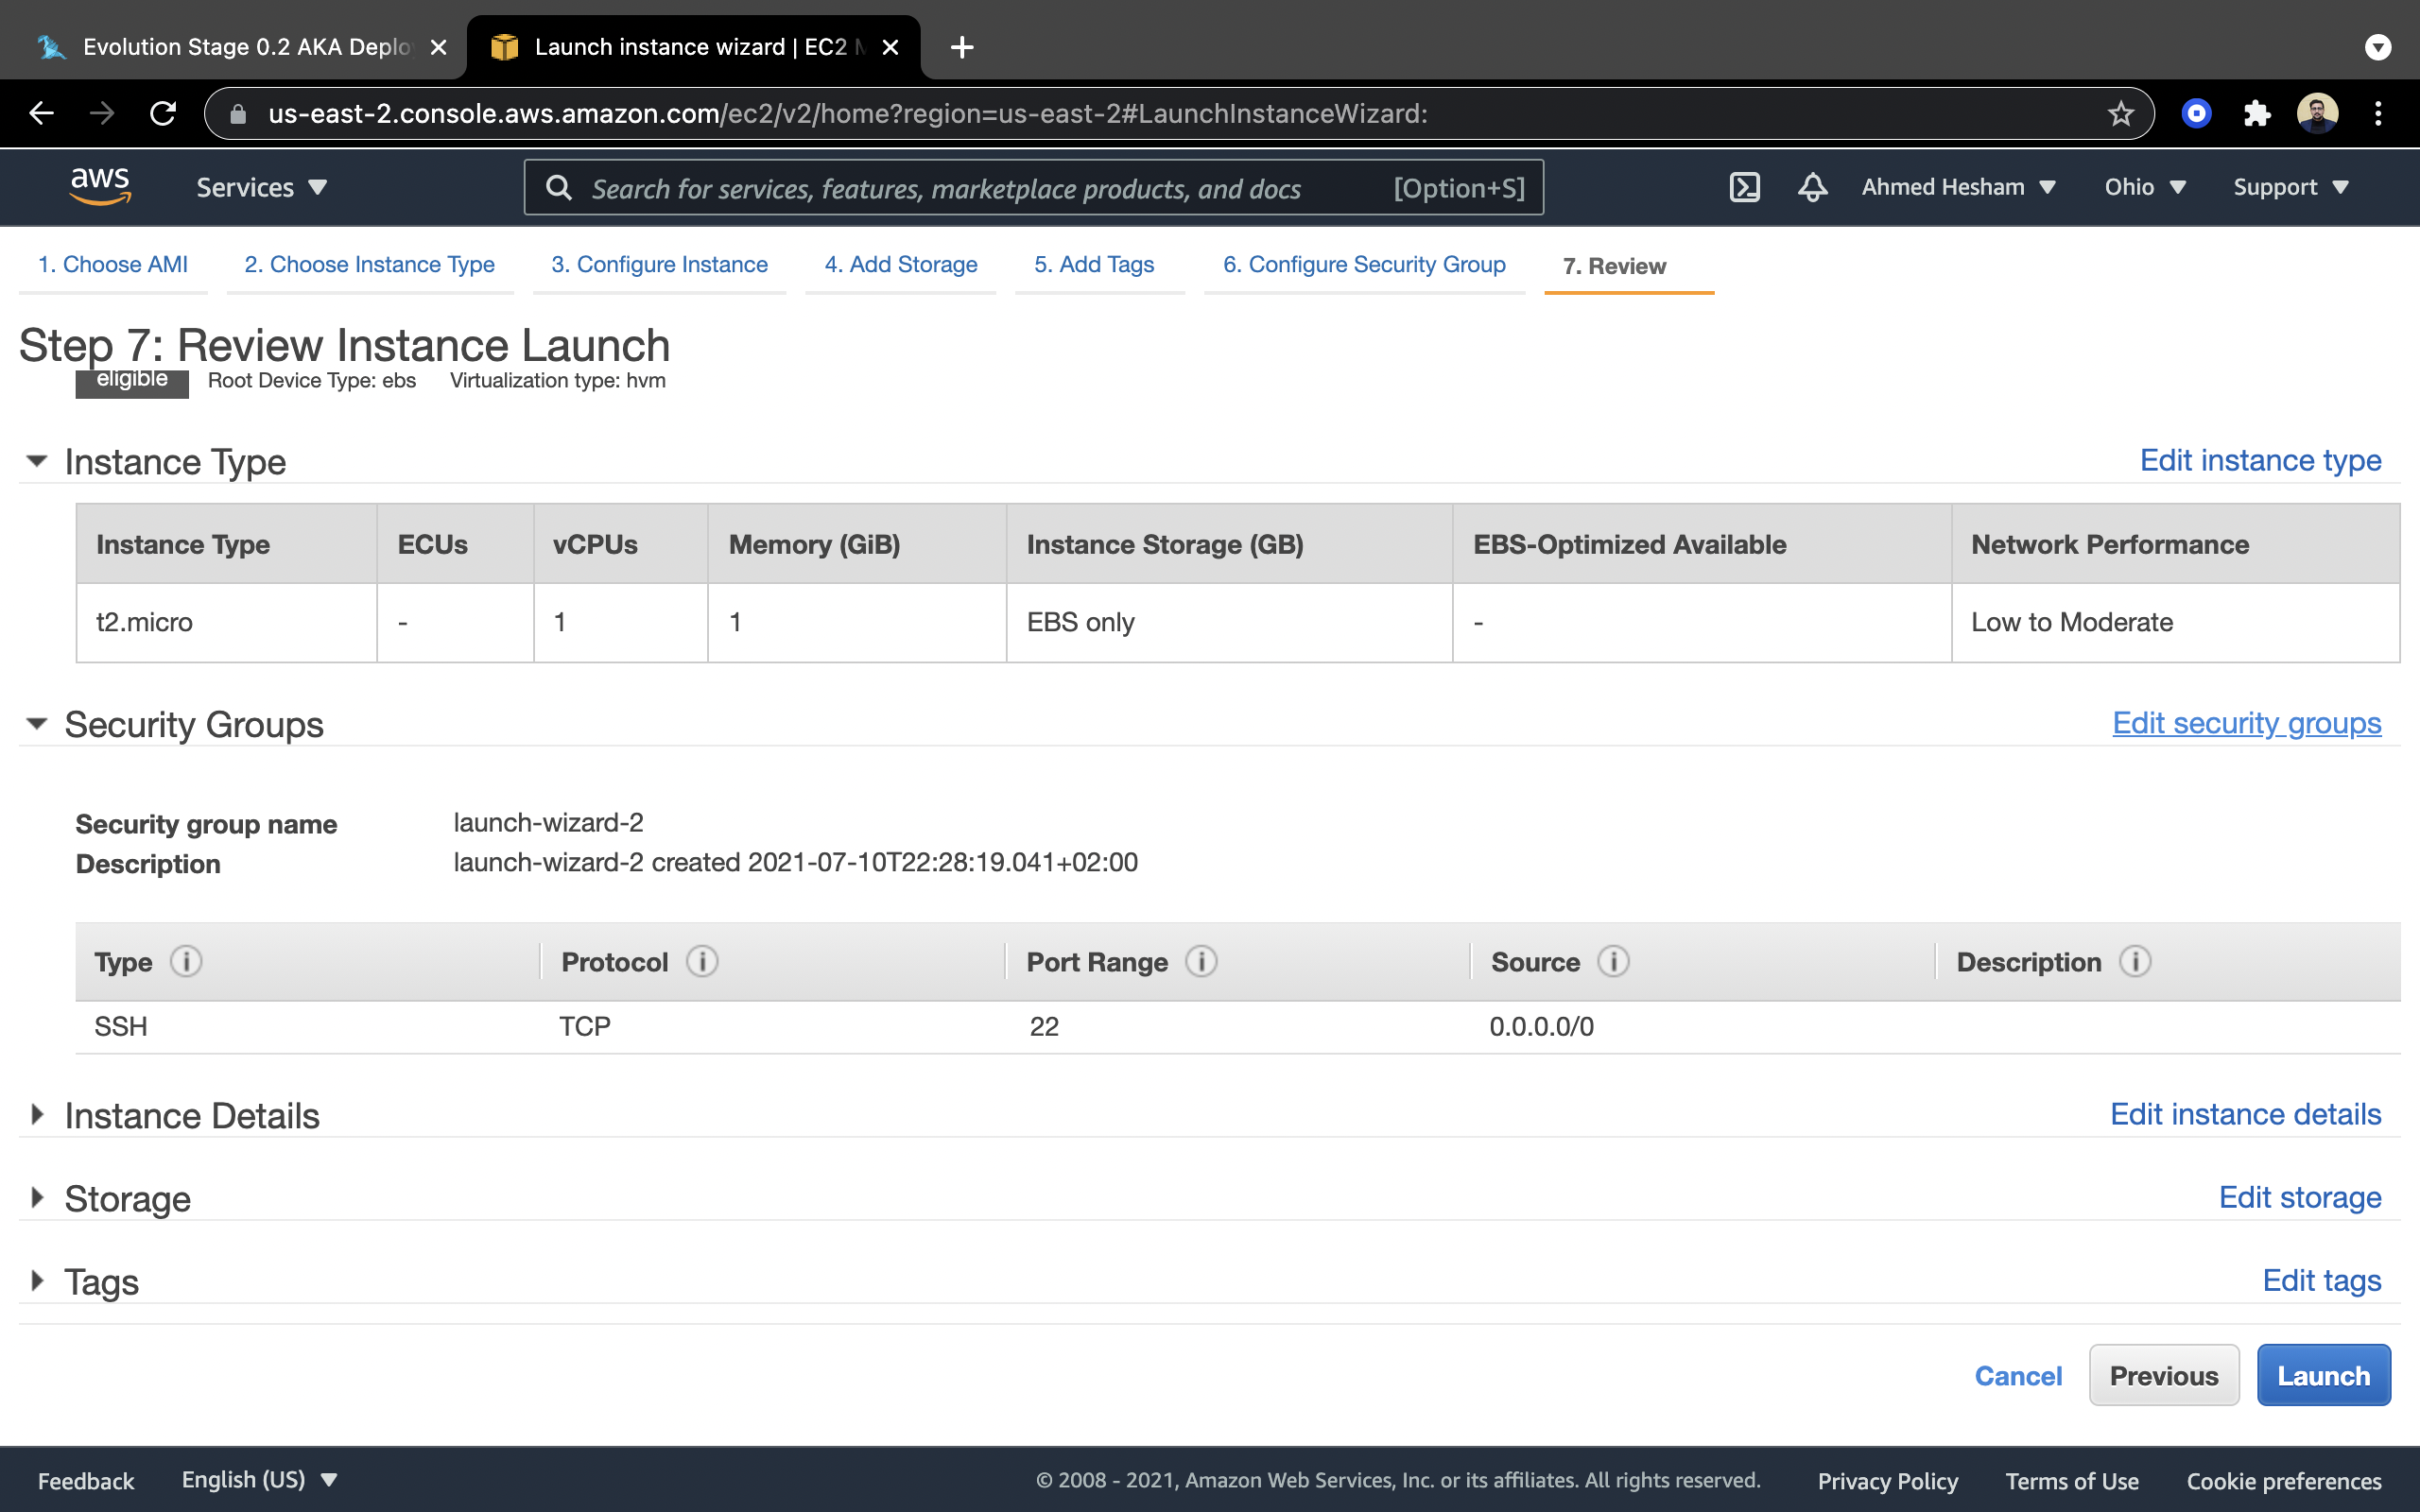 Evolution Stage 0.2 AKA Deplo
Launch instance wizard | EC2 M
us-east-2.console.aws.amazon.com/ec2/v2/home?region=us-east-2#LaunchInstanceWizard:
aws Services Search for services, features, marketplace products, and docs [Option+S] Ahmed Hesham Ohio Support
1. Choose AMI 2. Choose Instance Type 3. Configure Instance 4. Add Storage 5. Add Tags 6. Configure Security Group 7. Review
Step 7: Review Instance Launch
eligible Root Device Type: ebs Virtualization type: hvm
Instance Type Edit instance type
Instance Type ECUs vCPUs Memory (GiB) Instance Storage (GB) EBS-Optimized Available Network Performance
t2.micro - 1 1 EBS only - Low to Moderate
Security Groups Edit security groups
Security group name launch-wizard-2
Description launch-wizard-2 created 2021-07-10T22:28:19.041+02:00
Type Protocol Port Range Source Description
SSH TCP 22 0.0.0.0/0
Instance Details Edit instance details
Storage Edit storage
Tags Edit tags
Cancel Previous Launch
Feedback English (US) © 2008 - 2021, Amazon Web Services, Inc. or its affiliates. All rights reserved. Privacy Policy Terms of Use Cookie preferences